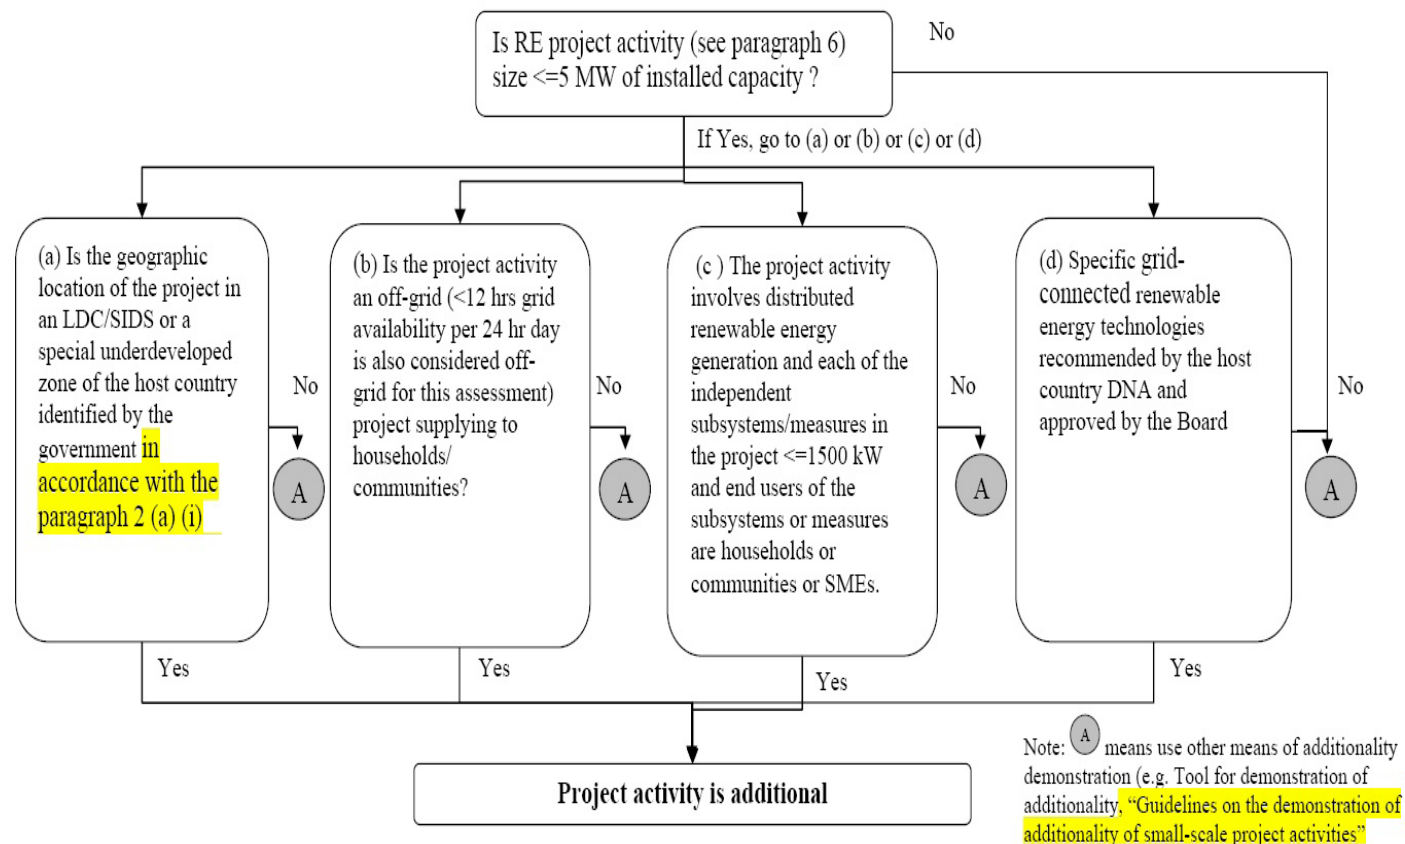 Is RE project activity (see paragraph 6)
size <=5 MW of installed capacity ?
No
If Yes, go to (a) or (b) or (c) or (d)
(a) Is the geographic
location of the project in
an LDC/SIDS or a
special underdeveloped
zone of the host country
identified by the
government in
accordance with the
paragraph 2 (a) (i)
No
A
Yes
(b) Is the project activity
an off-grid (<12 hrs grid
availability per 24 hr day
is also considered off-
grid for this assessment)
project supplying to
households/
communities?
No
A
Yes
(c ) The project activity
involves distributed
renewable energy
generation and each of the
independent
subsystems/measures in
the project <=1500 kW
and end users of the
subsystems or measures
are households or
communities or SMEs.
No
A
Yes
(d) Specific grid-
connected renewable
energy technologies
recommended by the host
country DNA and
approved by the Board
No
A
Yes
Project activity is additional
Note: A means use other means of additionality
demonstration (e.g. Tool for demonstration of
additionality, “Guidelines on the demonstration of
additionality of small-scale project activities”